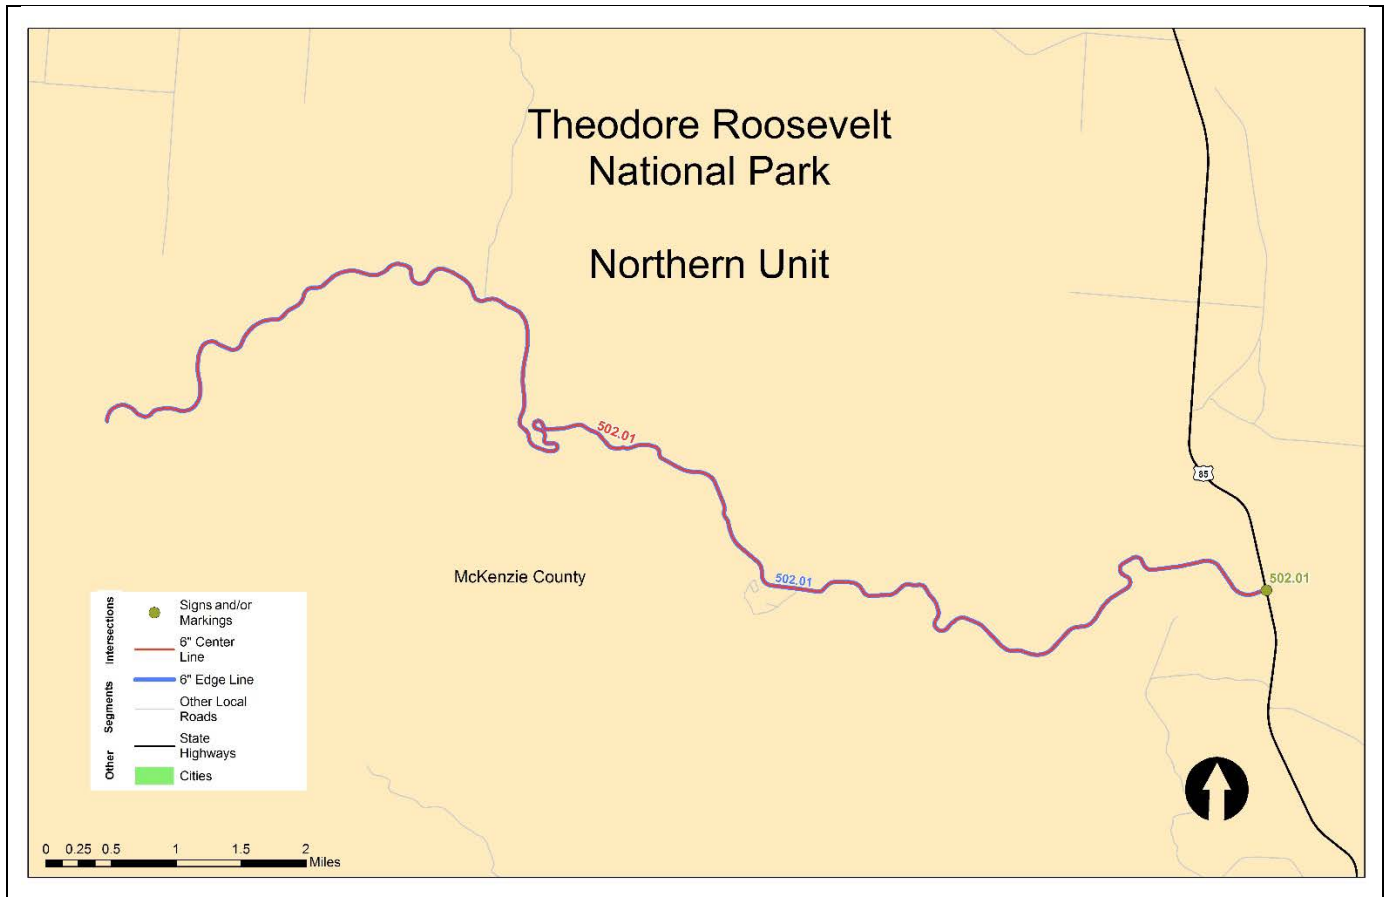 Theodore Roosevelt
National Park
Northern Unit
502.01
85
502.01
502.01
McKenzie County
Intersections
Segments
Other
Signs and/or
Markings
6" Center
Line
6" Edge Line
Other Local
Roads
State
Highways
Cities
0 0.25 0.5 1 1.5 2
Miles